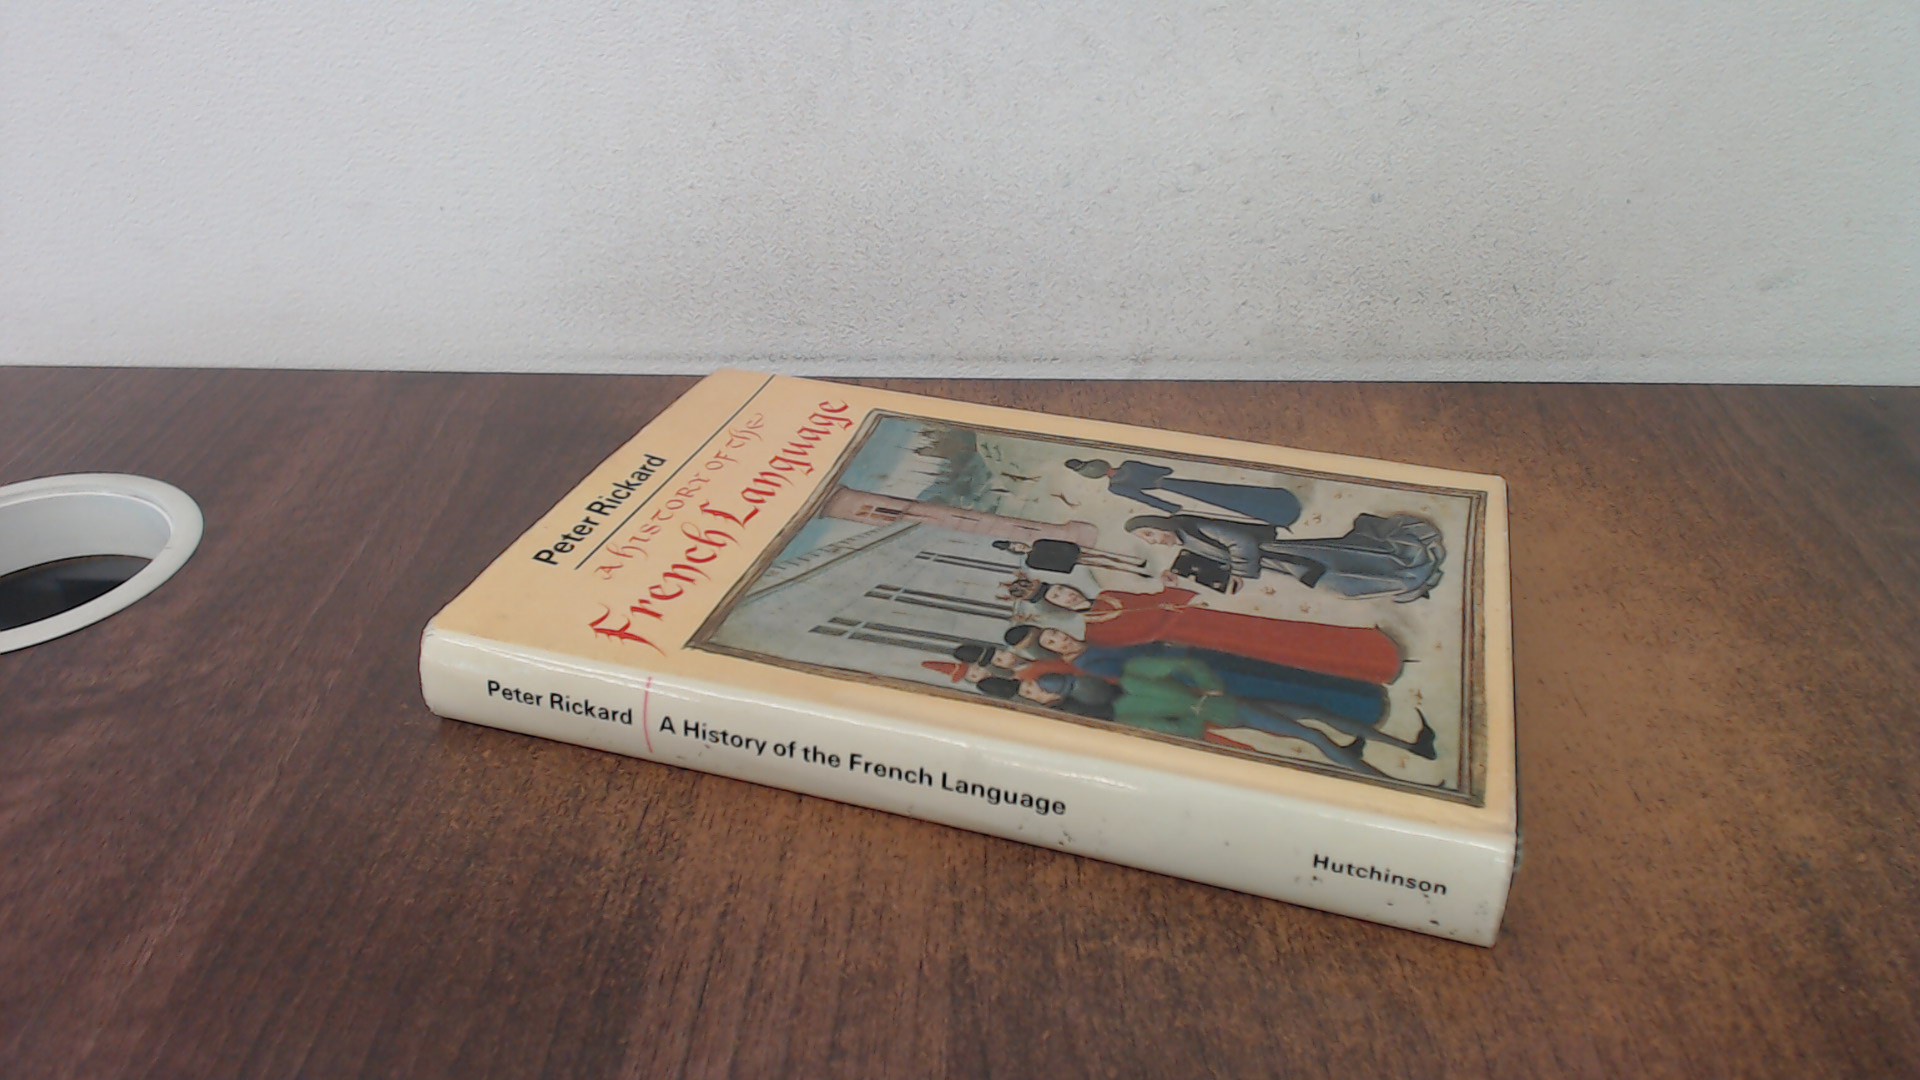 Peter Rickard
A hISTORY OF The
French Language
Peter Rickard
A History of the French Language
Hutchinson